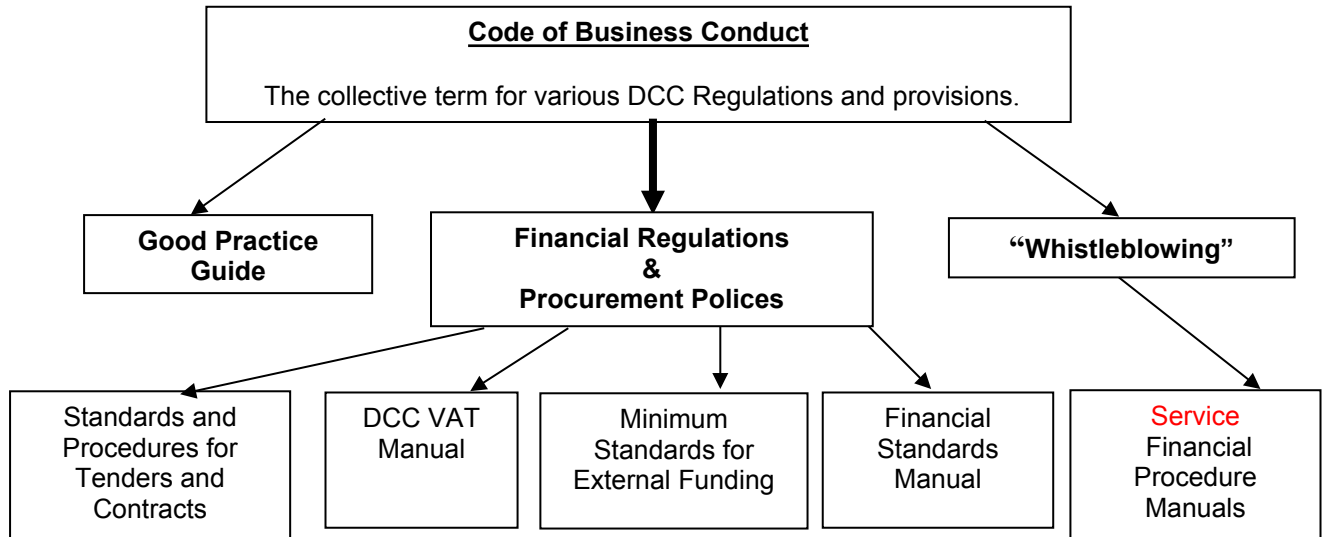 Code of Business Conduct
The collective term for various DCC Regulations and provisions.
Good Practice
Guide
Financial Regulations
&
Procurement Polices
“Whistleblowing”
Standards and
Procedures for
Tenders and
Contracts
DCC VAT
Manual
Minimum
Standards for
External Funding
Financial
Standards
Manual
Service
Financial
Procedure
Manuals